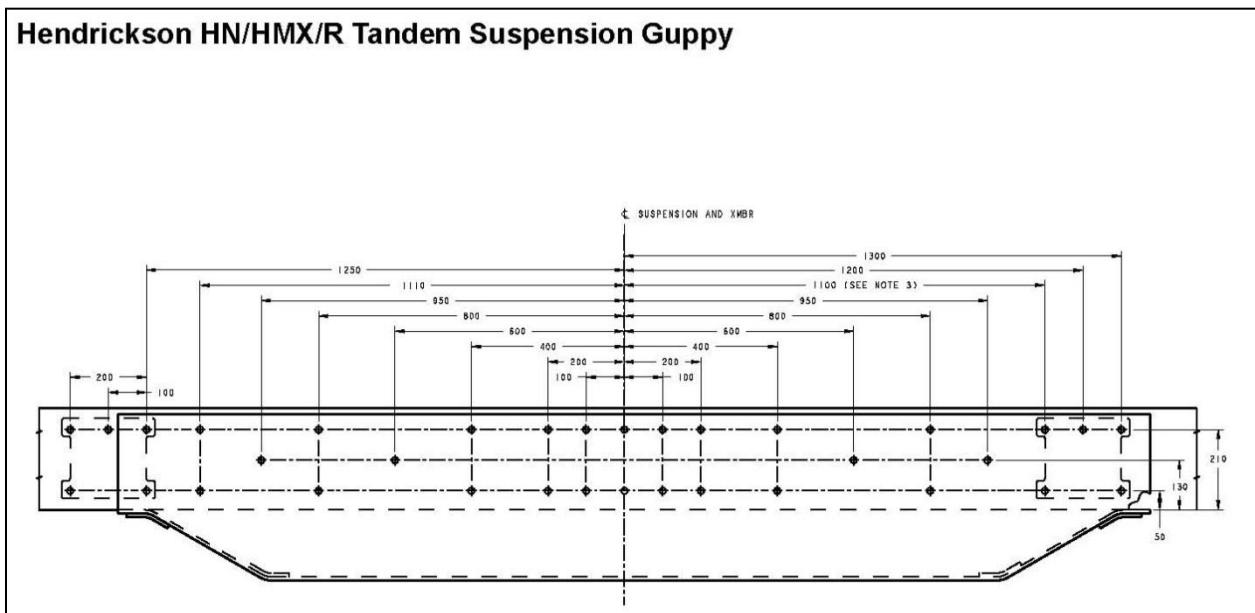 Hendrickson HN/HMX/R Tandem Suspension Guppy
℄ SUSPENSION AND XMBR
1300
1250 1200
1110 1100 (SEE NOTE 3)
950 950
800 800
600 600
400 400
200 200 200
100 100 100
210
130
50